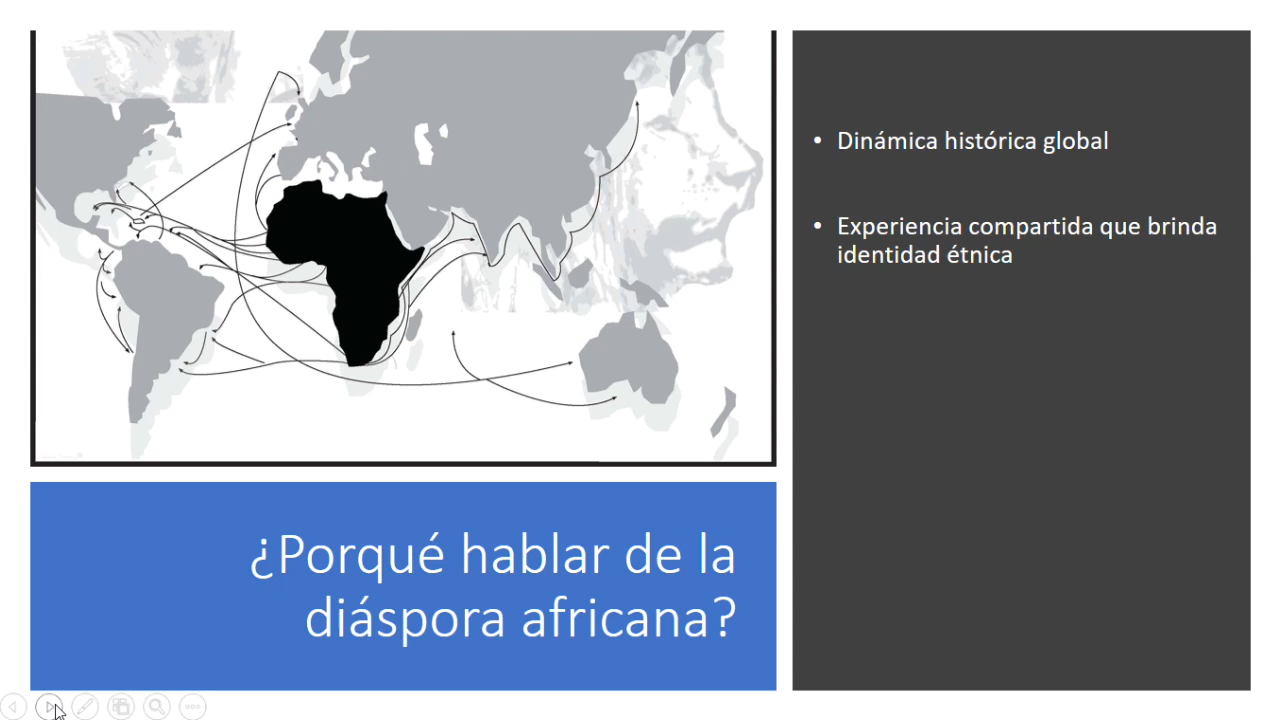 • Dinámica histórica global
• Experiencia compartida que brinda
identidad étnica
¿Porqué hablar de la
diáspora africana?